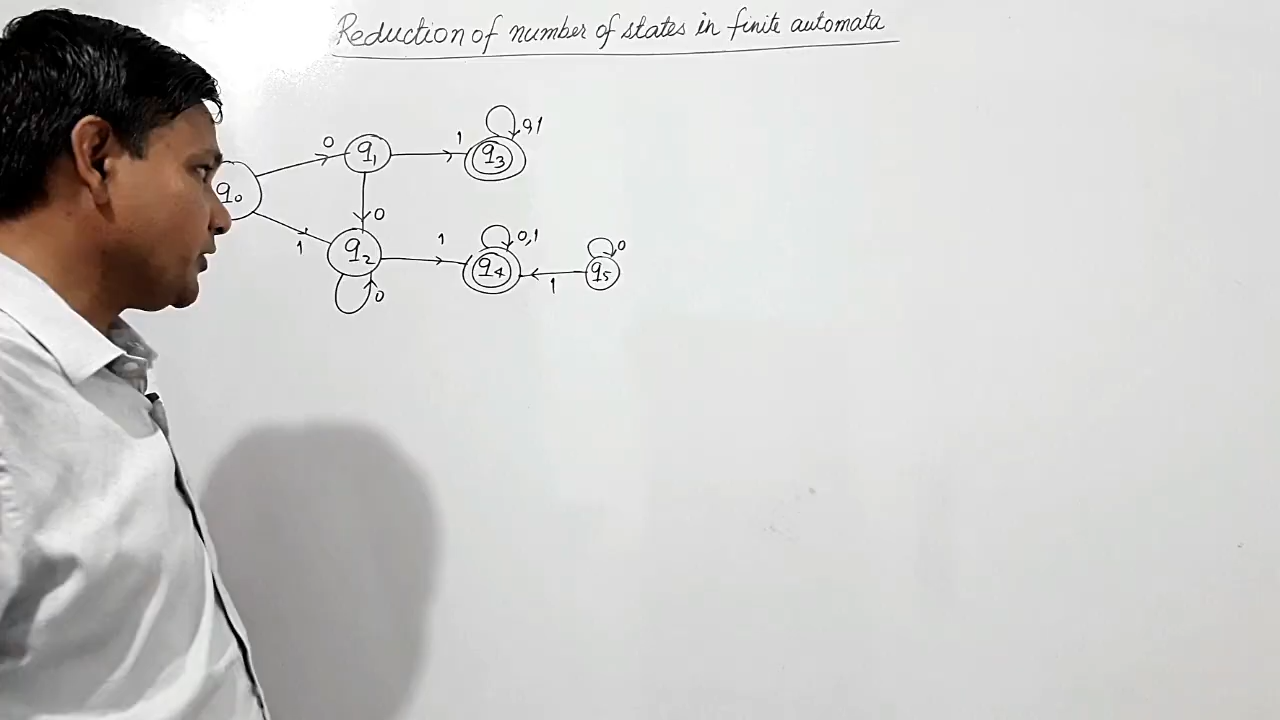 Reduction of number of states in finite automata
0 q1 1 q3 0,1
q0 0
1 q2 1 q4 0,1 1 q5 0
0